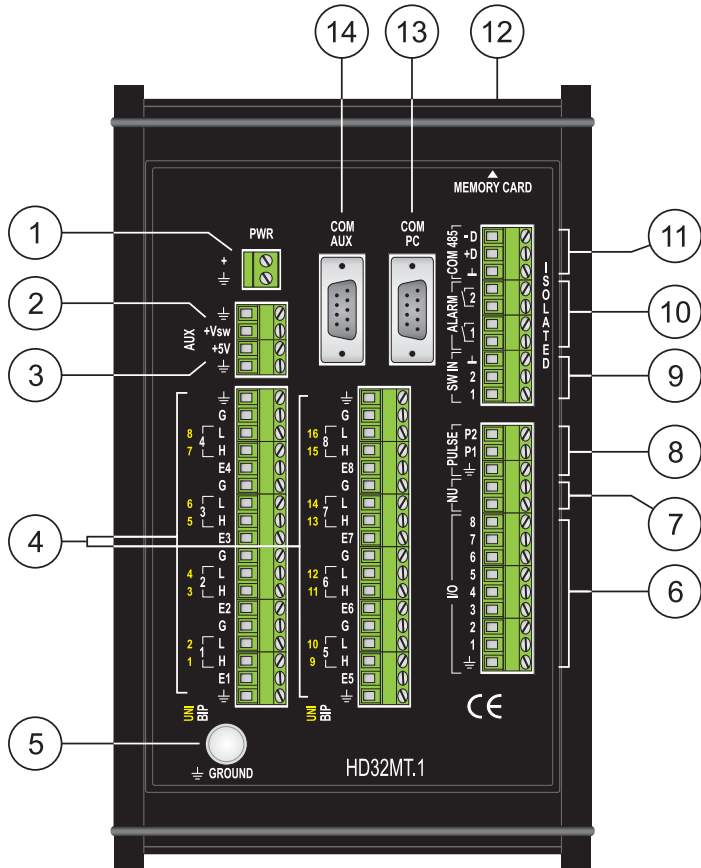 14
13
12
MEMORY CARD
1
PWR
+
COM AUX
COM PC
COM 485
- D
+D
11
2
AUX
+Vsw
+5V
3
ALARM
2
1
ISOLATED
10
SW IN
2
1
9
G
8 4 L
7 H
E4
G
6 3 L
5 H
E3
G
4 2 L
3 H
E2
G
2 1 L
1 H
E1
UNI
BIP
4
G
16 8 L
15 H
E8
G
14 7 L
13 H
E7
G
12 6 L
11 H
E6
G
10 5 L
9 H
E5
UNI
BIP
PULSE
P2
P1
8
NU
7
I/O
8
7
6
5
4
3
2
1
6
CE
5
GROUND
HD32MT.1